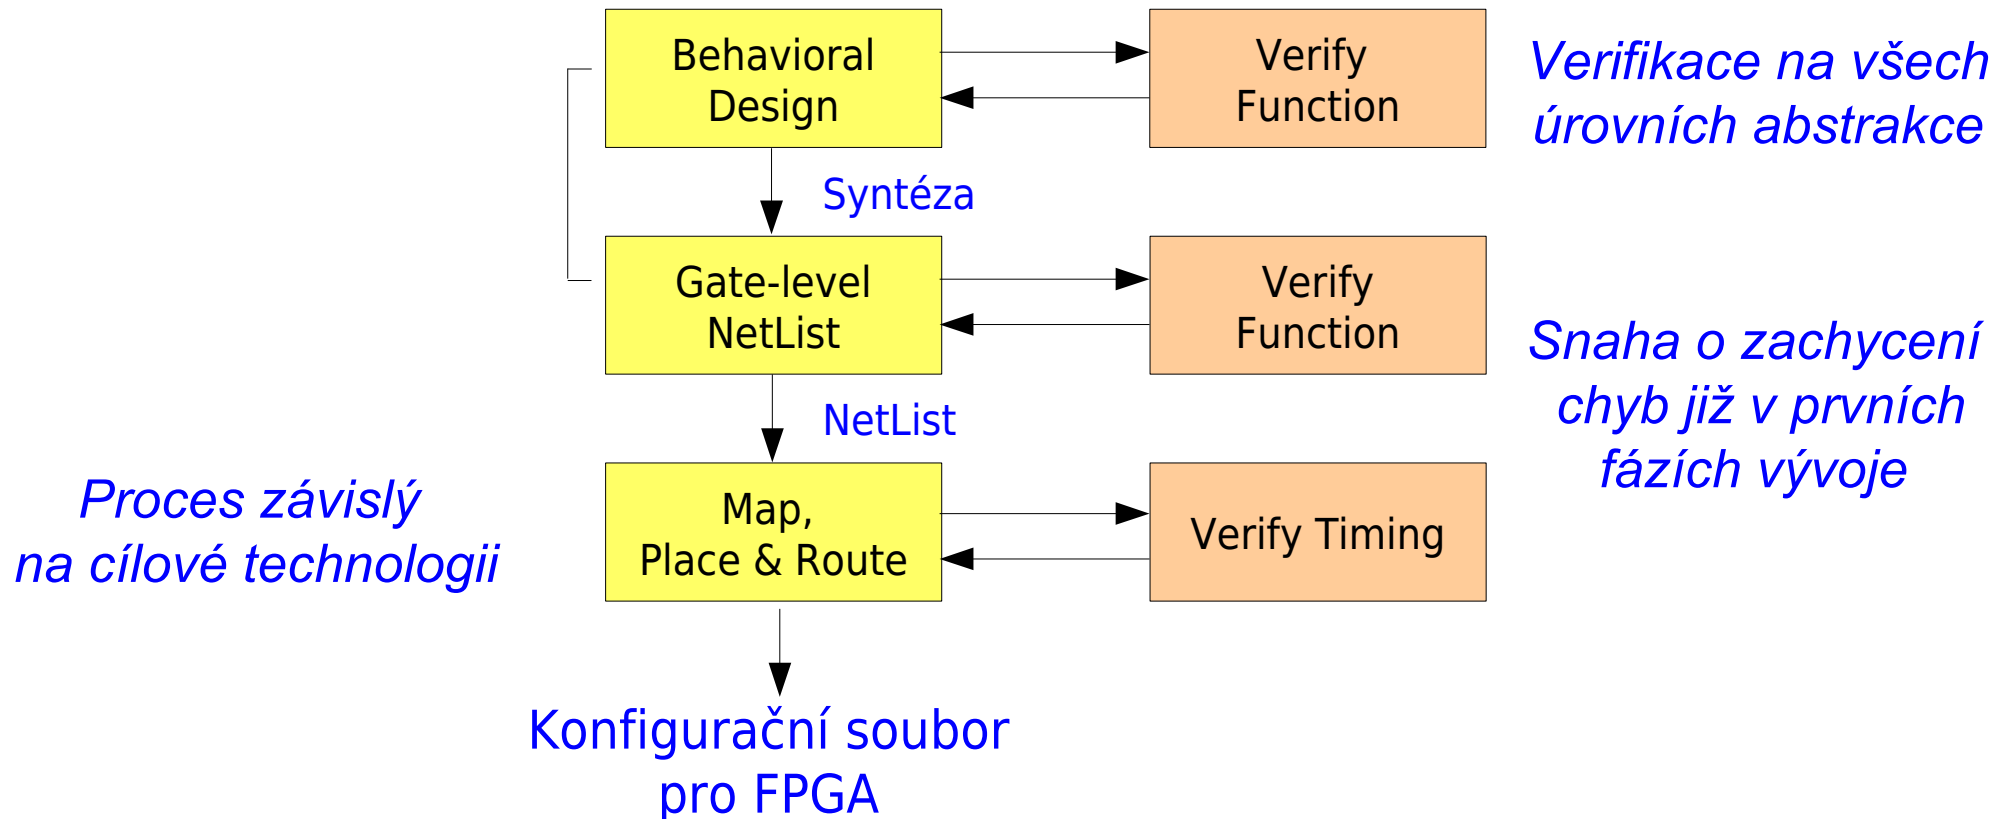 Behavioral
Design
Verify
Function
Verifikace na všech
úrovních abstrakce
Syntéza
Gate-level
NetList
Verify
Function
Snaha o zachycení
chyb již v prvních
fázích vývoje
NetList
Proces závislý
na cílové technologii
Map,
Place & Route
Verify Timing
Konfigurační soubor
pro FPGA